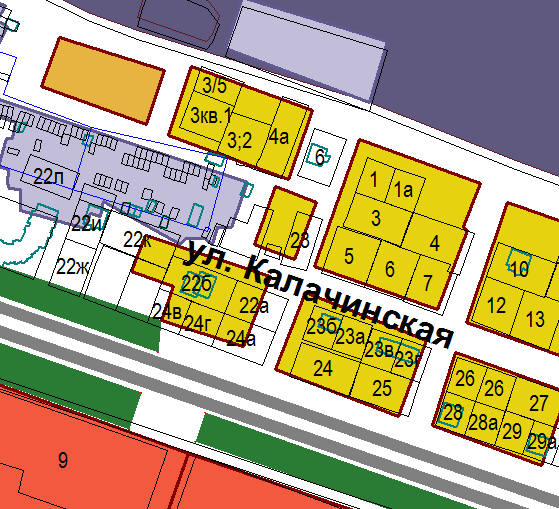 3/5
3кв.1
3;2
4а
6
1
1а
3
4
5
6
7
10
12
13
22л
22и
22к
22ж
23
ул. Калачинская
22б
22а
24в
24г
24а
23б
23а
23в
23г
24
25
26
26
27
28
28а
29
29а
9